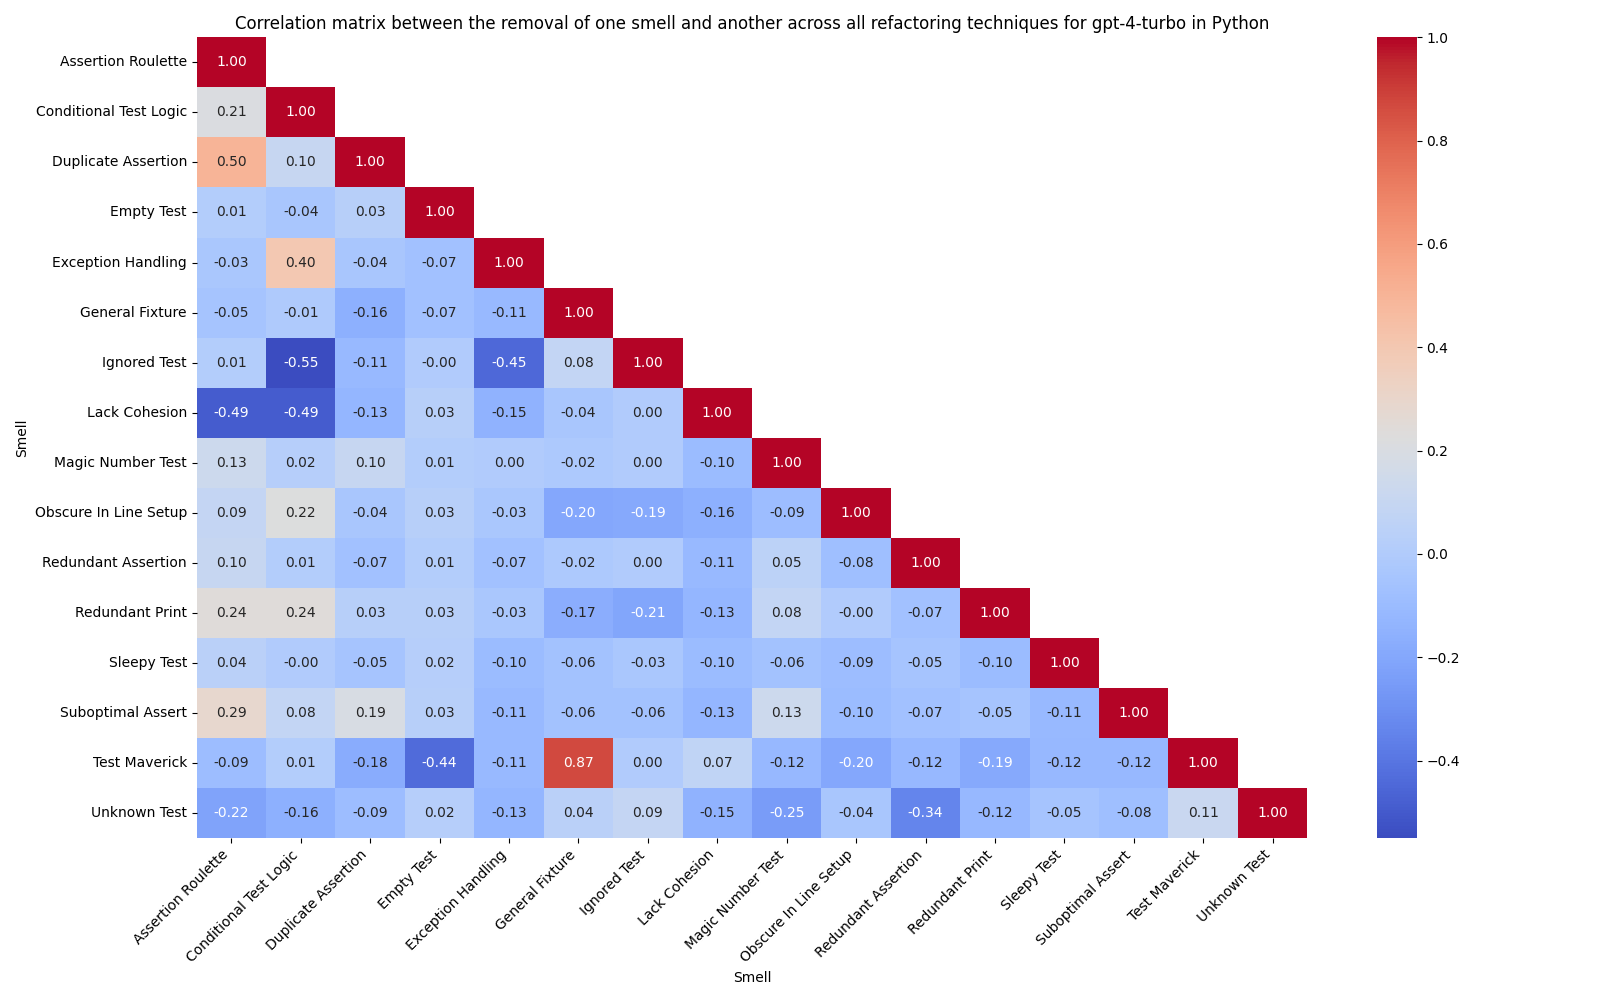 Correlation matrix between the removal of one smell and another across all refactoring techniques for gpt-4-turbo in Python
Smell
Assertion Roulette 1.00
Conditional Test Logic 0.21 1.00
Duplicate Assertion 0.50 0.10 1.00
Empty Test 0.01 -0.04 0.03 1.00
Exception Handling -0.03 0.40 -0.04 -0.07 1.00
General Fixture -0.05 -0.01 -0.16 -0.07 -0.11 1.00
Ignored Test 0.01 -0.55 -0.11 -0.00 -0.45 0.08 1.00
Lack Cohesion -0.49 -0.49 -0.13 0.03 -0.15 -0.04 0.00 1.00
Magic Number Test 0.13 0.02 0.10 0.01 0.00 -0.02 0.00 -0.10 1.00
Obscure In Line Setup 0.09 0.22 -0.04 0.03 -0.03 -0.20 -0.19 -0.16 -0.09 1.00
Redundant Assertion 0.10 0.01 -0.07 0.01 -0.07 -0.02 0.00 -0.11 0.05 -0.08 1.00
Redundant Print 0.24 0.24 0.03 0.03 -0.03 -0.17 -0.21 -0.13 0.08 -0.00 -0.07 1.00
Sleepy Test 0.04 -0.00 -0.05 0.02 -0.10 -0.06 -0.03 -0.10 -0.06 -0.09 -0.05 -0.10 1.00
Suboptimal Assert 0.29 0.08 0.19 0.03 -0.11 -0.06 -0.06 -0.13 0.13 -0.10 -0.07 -0.05 -0.11 1.00
Test Maverick -0.09 0.01 -0.18 -0.44 -0.11 0.87 0.00 0.07 -0.12 -0.20 -0.12 -0.19 -0.12 -0.12 1.00
Unknown Test -0.22 -0.16 -0.09 0.02 -0.13 0.04 0.09 -0.15 -0.25 -0.04 -0.34 -0.12 -0.05 -0.08 0.11 1.00
Assertion Roulette
Conditional Test Logic
Duplicate Assertion
Empty Test
Exception Handling
General Fixture
Ignored Test
Lack Cohesion
Magic Number Test
Obscure In Line Setup
Redundant Assertion
Redundant Print
Sleepy Test
Suboptimal Assert
Test Maverick
Unknown Test
Smell
1.0
0.8
0.6
0.4
0.2
0.0
−0.2
−0.4